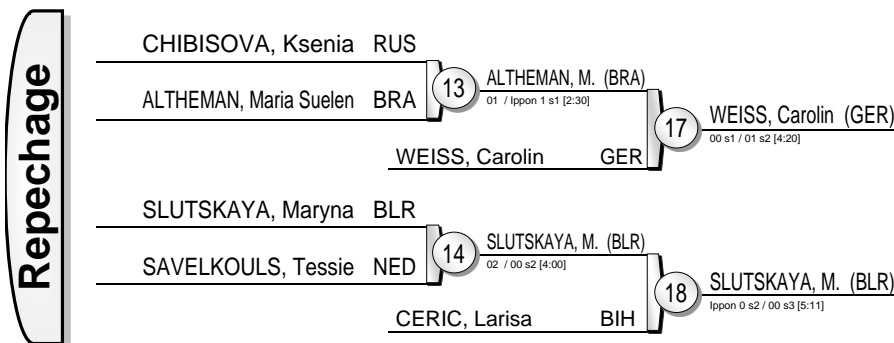 Repechage
CHIBISOVA, Ksenia RUS
ALTHEMAN, Maria Suelen BRA
13
ALTHEMAN, M. (BRA)
01 / Ippon 1 s1 [2:30]
WEISS, Carolin GER
17
WEISS, Carolin (GER)
00 s1 / 01 s2 [4:20]
SLUTSKAYA, Maryna BLR
SAVELKOULS, Tessie NED
14
SLUTSKAYA, M. (BLR)
02 / 00 s2 [4:00]
CERIC, Larisa BIH
18
SLUTSKAYA, M. (BLR)
Ippon 0 s2 / 00 s3 [5:11]